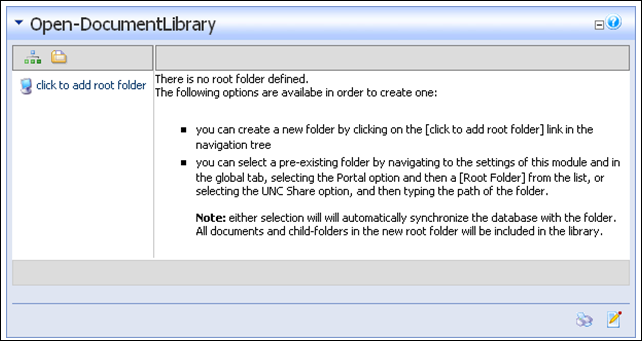 Open-DocumentLibrary
click to add root folder
There is no root folder defined.
The following options are availabe in order to create one:
you can create a new folder by clicking on the [click to add root folder] link in the
navigation tree
you can select a pre-existing folder by navigating to the settings of this module and in
the global tab, selecting the Portal option and then a [Root Folder] from the list, or
selecting the UNC Share option, and then typing the path of the folder.
Note: either selection will will automatically synchronize the database with the folder.
All documents and child-folders in the new root folder will be included in the library.